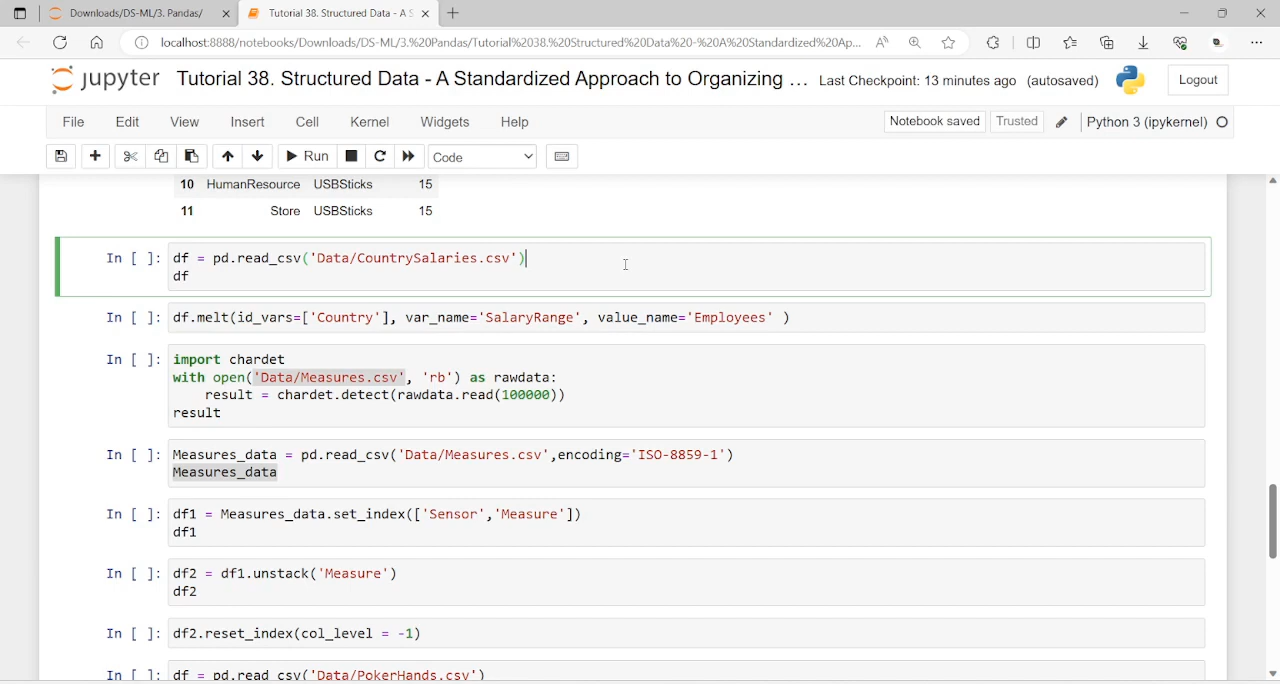 Downloads/DS-ML/3. Pandas/
Tutorial 38. Structured Data - A S
localhost:8888/notebooks/Downloads/DS-ML/3.%20Pandas/Tutorial%2038.%20Structured%20Data%20-%20A%20Standardized%20Ap...
jupyter Tutorial 38. Structured Data - A Standardized Approach to Organizing ... Last Checkpoint: 13 minutes ago (autosaved) Logout
File Edit View Insert Cell Kernel Widgets Help Notebook saved Trusted Python 3 (ipykernel)
Run Code
10 HumanResource USBSticks 15
11 Store USBSticks 15
In [ ]: df = pd.read_csv('Data/CountrySalaries.csv')
df
In [ ]: df.melt(id_vars=['Country'], var_name='SalaryRange', value_name='Employees' )
In [ ]: import chardet
with open('Data/Measures.csv', 'rb') as rawdata:
result = chardet.detect(rawdata.read(100000))
result
In [ ]: Measures_data = pd.read_csv('Data/Measures.csv',encoding='ISO-8859-1')
Measures_data
In [ ]: df1 = Measures_data.set_index(['Sensor','Measure'])
df1
In [ ]: df2 = df1.unstack('Measure')
df2
In [ ]: df2.reset_index(col_level = -1)
In [ ]: df = pd.read_csv('Data/PokerHands.csv')